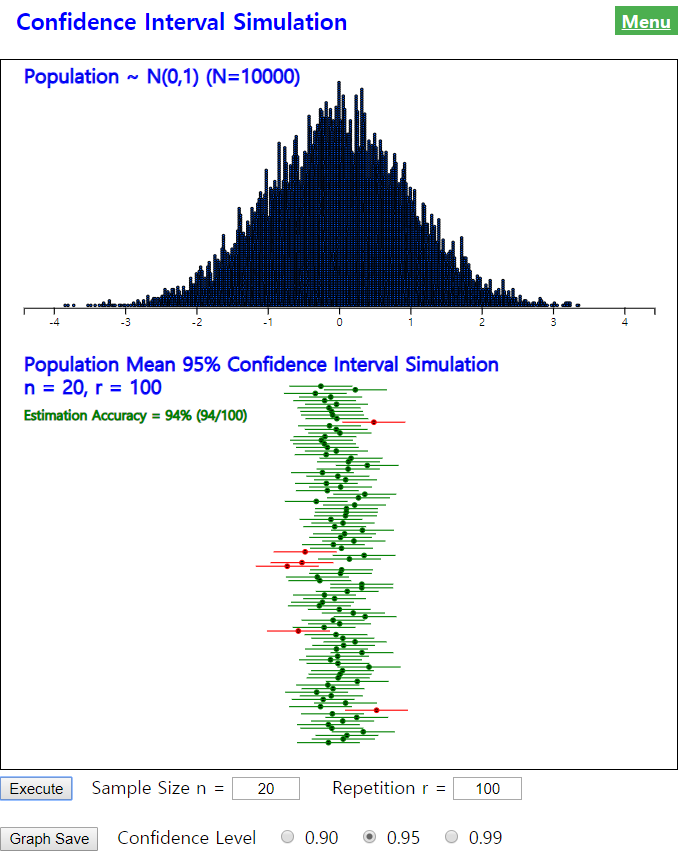 Confidence Interval Simulation
Menu
Population ~ N(0,1) (N=10000)
-4 -3 -2 -1 0 1 2 3 4
Population Mean 95% Confidence Interval Simulation
n = 20, r = 100
Estimation Accuracy = 94% (94/100)
Execute Sample Size n = 20 Repetition r = 100
Graph Save Confidence Level 0.90 0.95 0.99